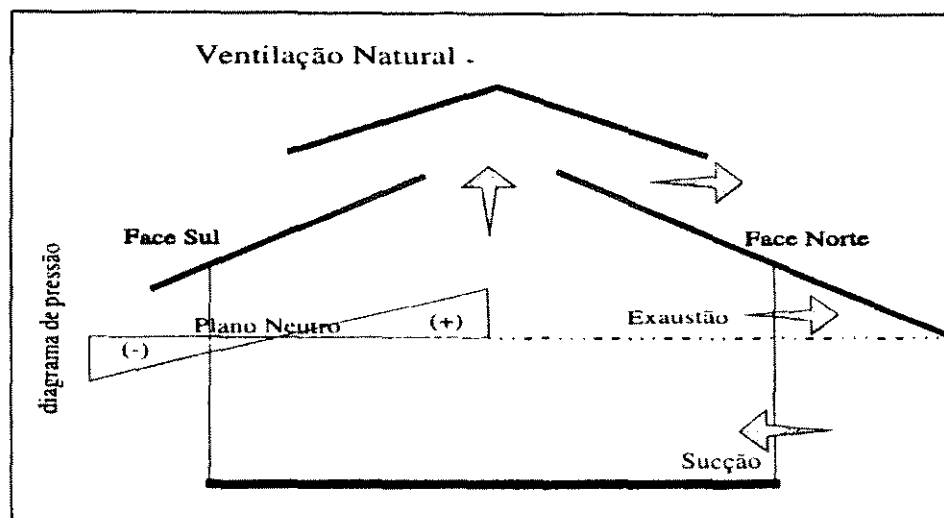 Ventilação Natural -
Face Sul
Face Norte
diagrama de pressão
Plano Neutro
(+)
Exaustão
(-)
Sucção